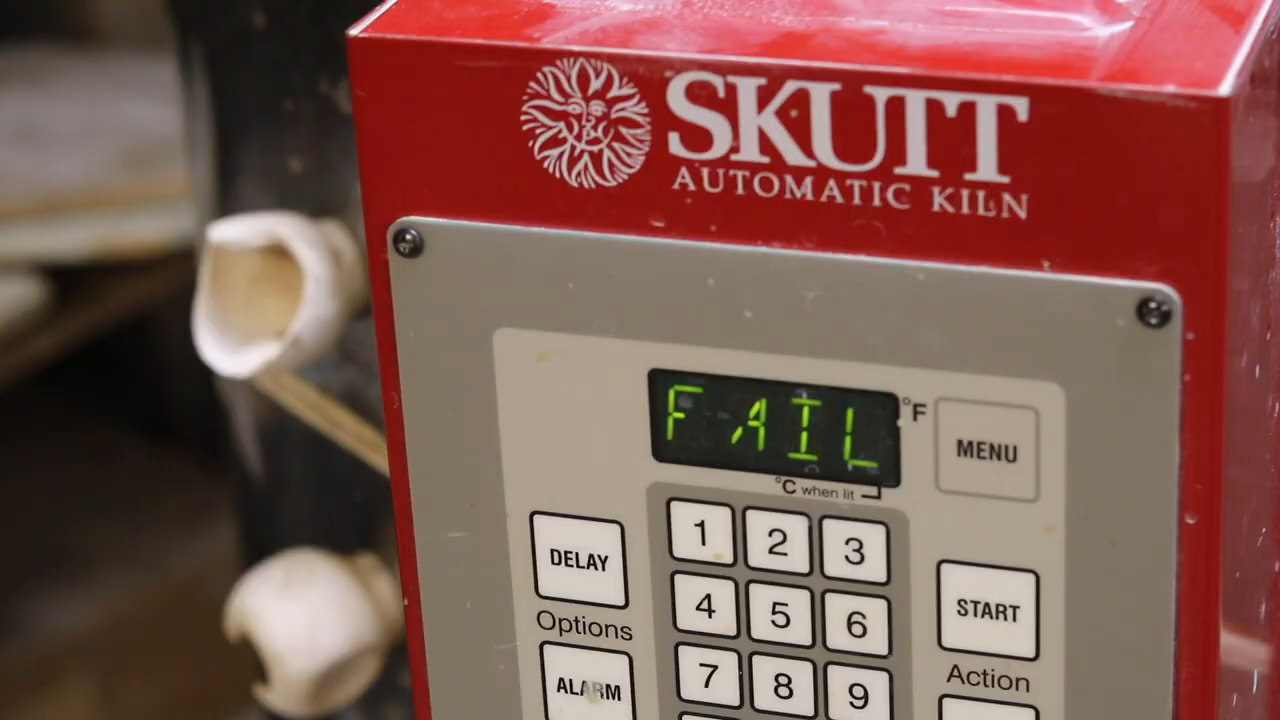 SKUTT
AUTOMATIC KILN
FAIL
°F
MENU
°C when lit
1 2 3
DELAY
Options
4 5 6
START
Action
7 8 9
ALARM